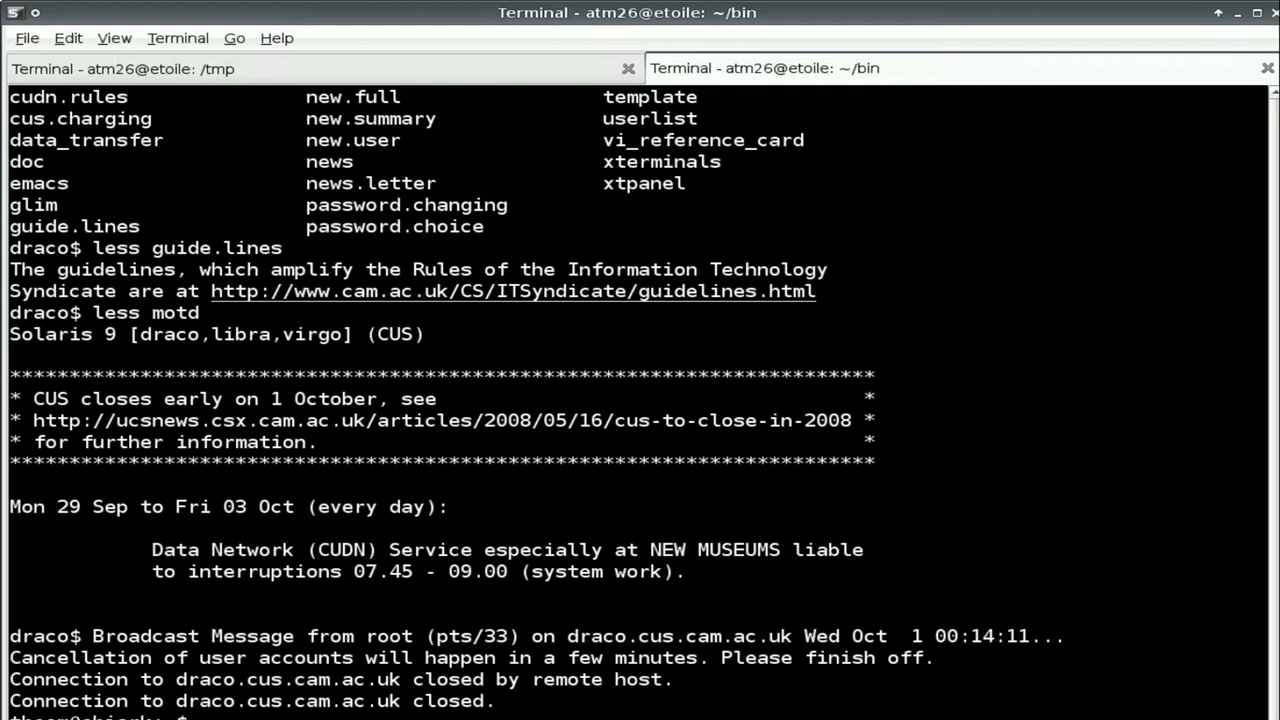 Terminal - atm26@etoile: ~/bin
File Edit View Terminal Go Help
Terminal - atm26@etoile: /tmp Terminal - atm26@etoile: ~/bin
cudn.rules new.full template
cus.charging new.summary userlist
data_transfer new.user vi_reference_card
doc news xterminals
emacs news.letter xtpanel
glim password.changing
guide.lines password.choice
draco$ less guide.lines
The guidelines, which amplify the Rules of the Information Technology
Syndicate are at http://www.cam.ac.uk/CS/ITSyndicate/guidelines.html
draco$ less motd
Solaris 9 [draco,libra,virgo] (CUS)
*************************************************************************
* CUS closes early on 1 October, see *
* http://ucsnews.csx.cam.ac.uk/articles/2008/05/16/cus-to-close-in-2008 *
* for further information. *
*************************************************************************
Mon 29 Sep to Fri 03 Oct (every day):
Data Network (CUDN) Service especially at NEW MUSEUMS liable
to interruptions 07.45 - 09.00 (system work).
draco$ Broadcast Message from root (pts/33) on draco.cus.cam.ac.uk Wed Oct 1 00:14:11...
Cancellation of user accounts will happen in a few minutes. Please finish off.
Connection to draco.cus.cam.ac.uk closed by remote host.
Connection to draco.cus.cam.ac.uk closed.